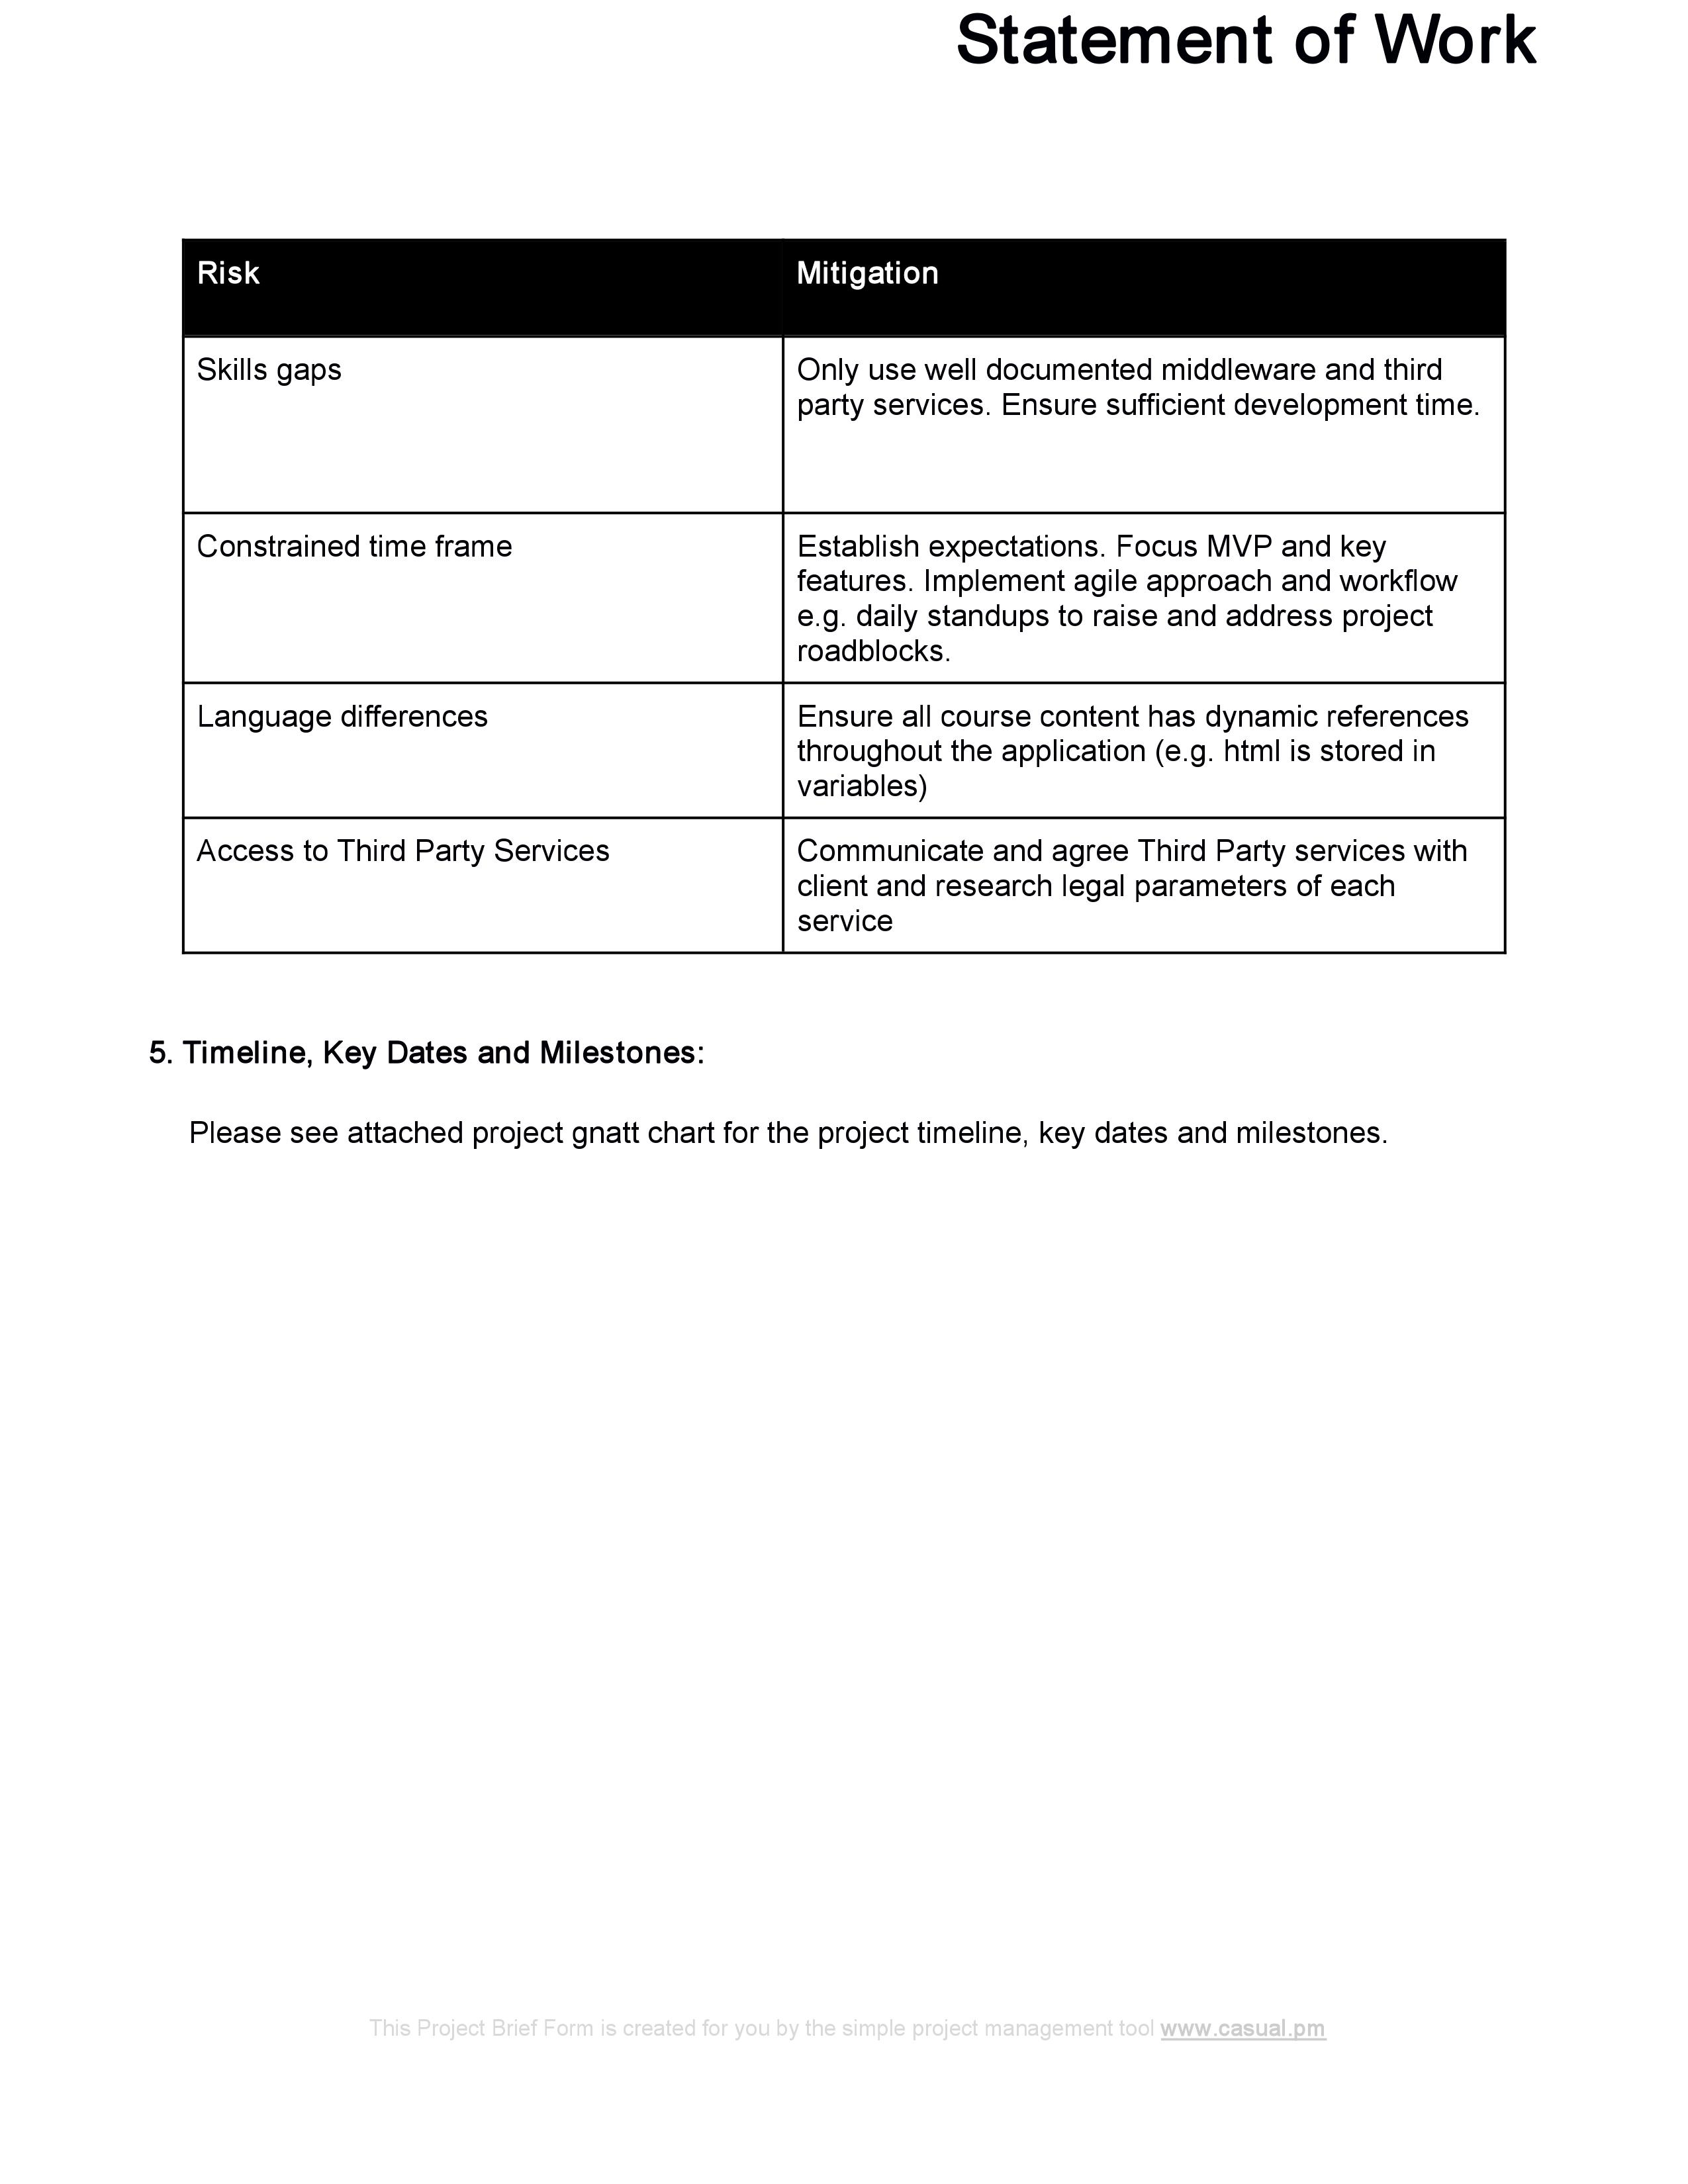 Statement of Work
Risk
Mitigation
Skills gaps
Only use well documented middleware and third
party services. Ensure sufficient development time.
Constrained time frame
Establish expectations. Focus MVP and key
features. Implement agile approach and workflow
e.g. daily standups to raise and address project
roadblocks.
Language differences
Ensure all course content has dynamic references
throughout the application (e.g. html is stored in
variables)
Access to Third Party Services
Communicate and agree Third Party services with
client and research legal parameters of each
service
5. Timeline, Key Dates and Milestones:
Please see attached project gnatt chart for the project timeline, key dates and milestones.
This Project Brief Form is created for you by the simple project management tool www.casual.pm